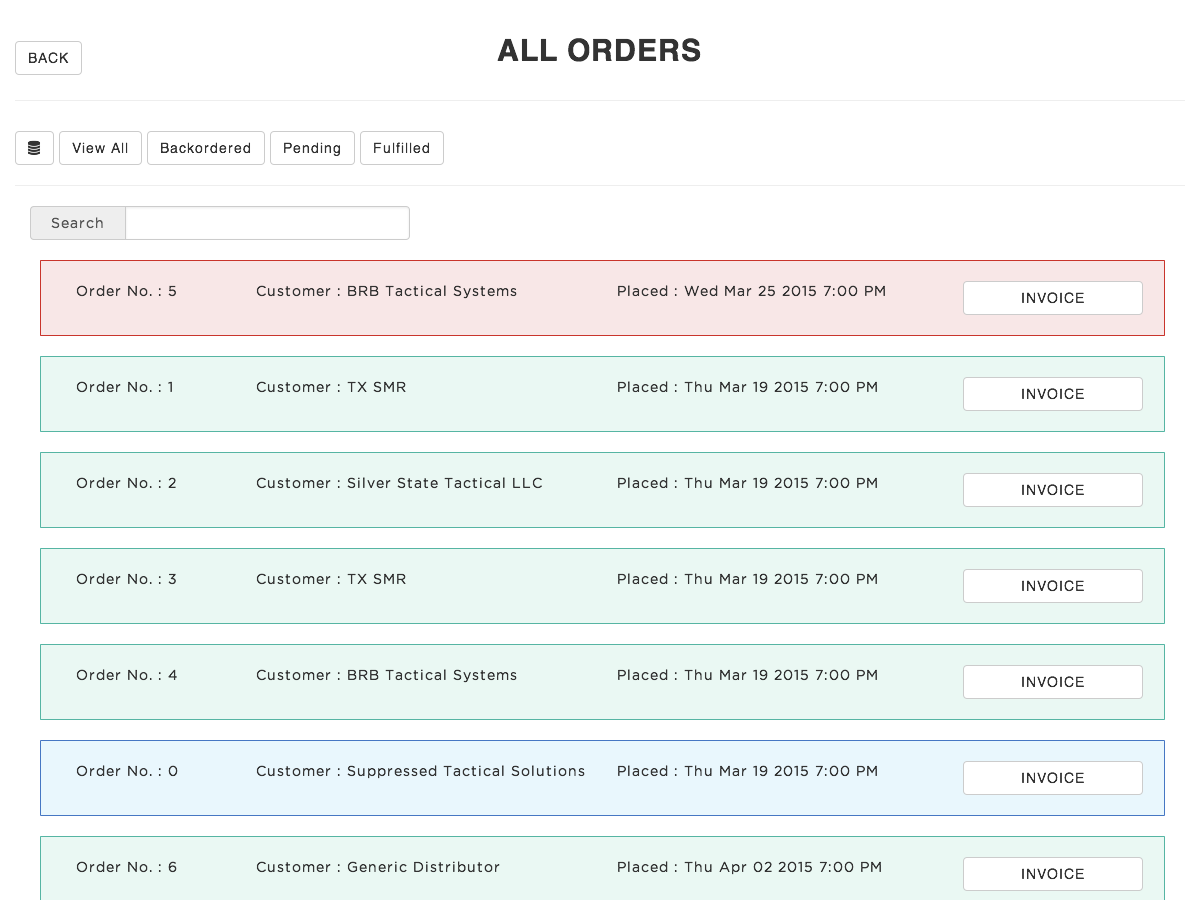 BACK
ALL ORDERS
View All Backordered Pending Fulfilled
Search
Order No. : 5 Customer : BRB Tactical Systems Placed : Wed Mar 25 2015 7:00 PM INVOICE
Order No. : 1 Customer : TX SMR Placed : Thu Mar 19 2015 7:00 PM INVOICE
Order No. : 2 Customer : Silver State Tactical LLC Placed : Thu Mar 19 2015 7:00 PM INVOICE
Order No. : 3 Customer : TX SMR Placed : Thu Mar 19 2015 7:00 PM INVOICE
Order No. : 4 Customer : BRB Tactical Systems Placed : Thu Mar 19 2015 7:00 PM INVOICE
Order No. : 0 Customer : Suppressed Tactical Solutions Placed : Thu Mar 19 2015 7:00 PM INVOICE
Order No. : 6 Customer : Generic Distributor Placed : Thu Apr 02 2015 7:00 PM INVOICE